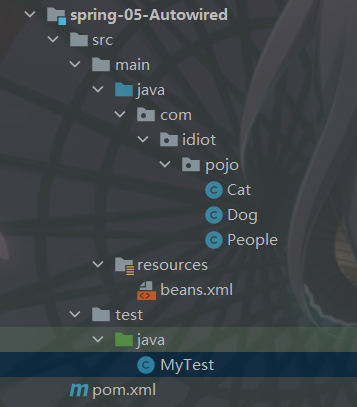 spring-05-Autowired
src
main
java
com
idiot
pojo
Cat
Dog
People
resources
beans.xml
test
java
MyTest
pom.xml